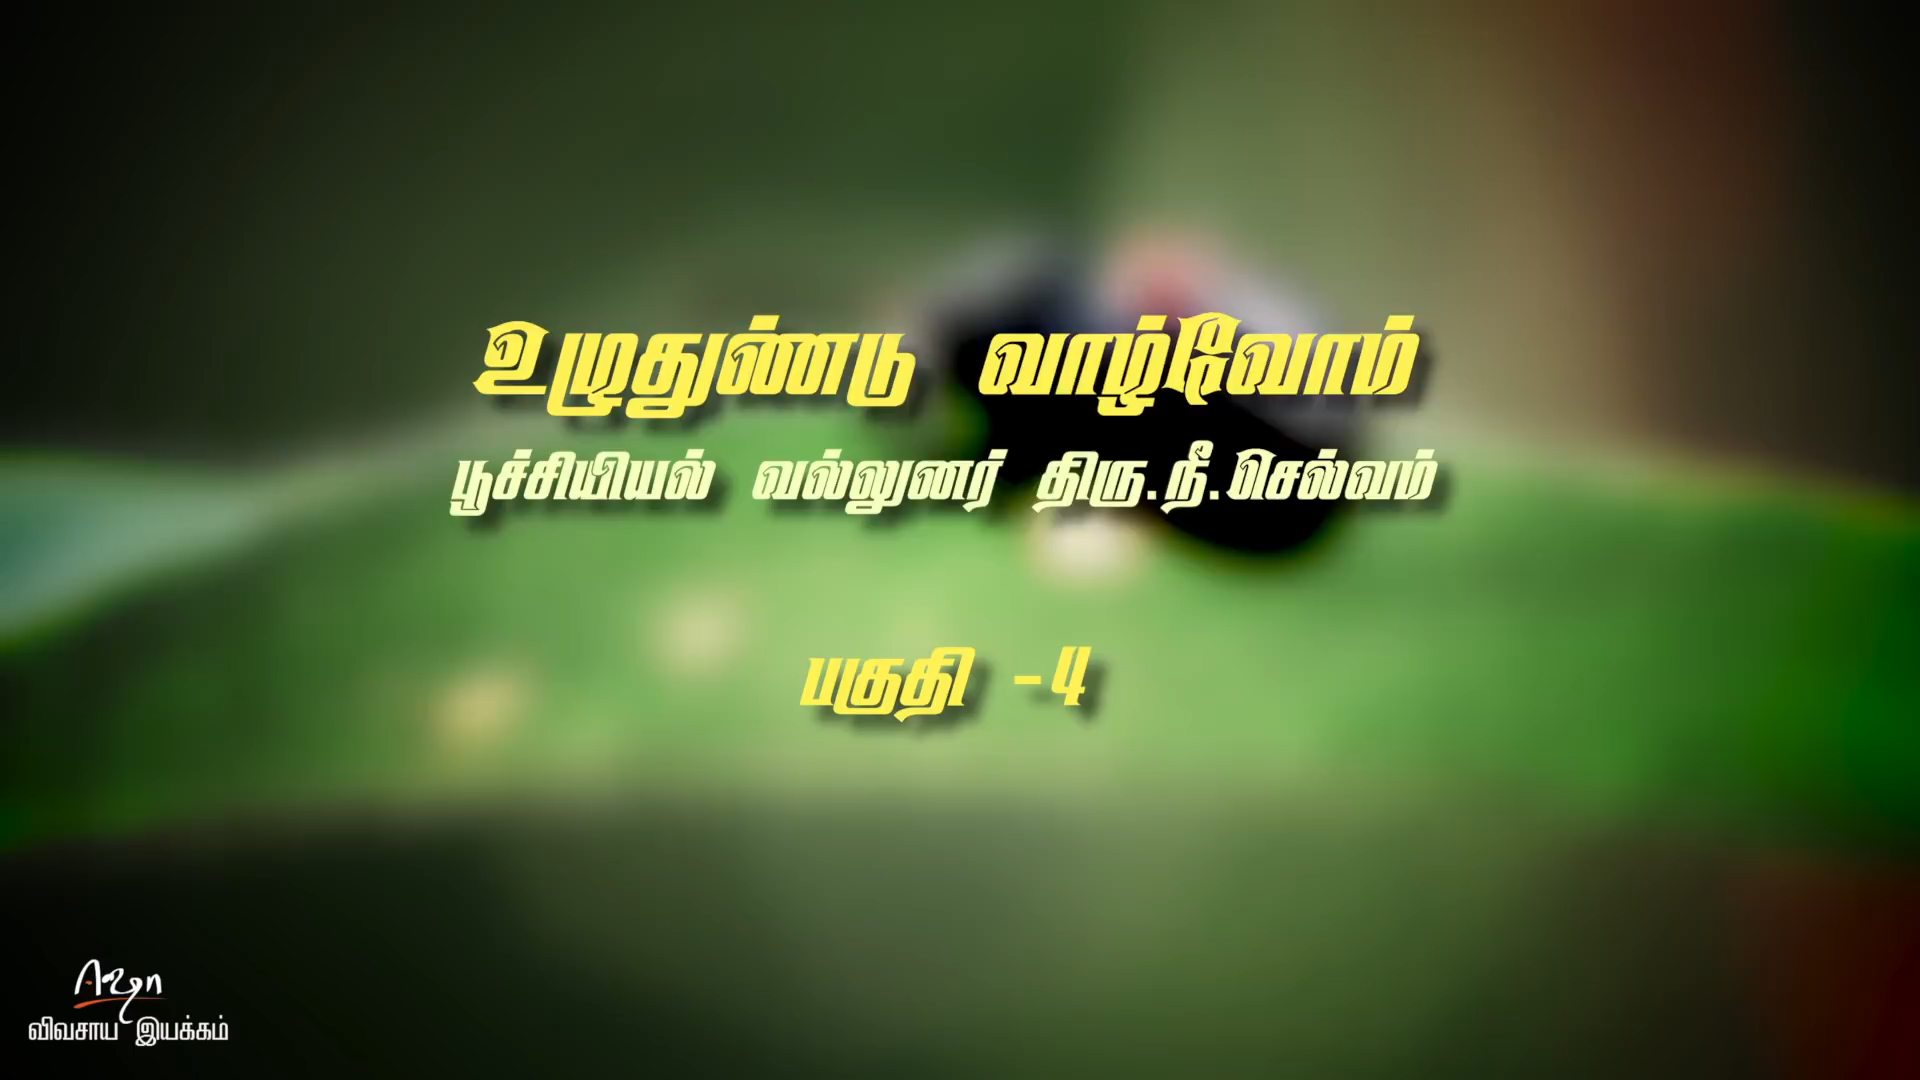 உழுதுண்டு வாழ்வோம்
பூச்சியியல் வல்லுனர் திரு.நீ.செல்வம்
பகுதி -4
விவசாய இயக்கம்